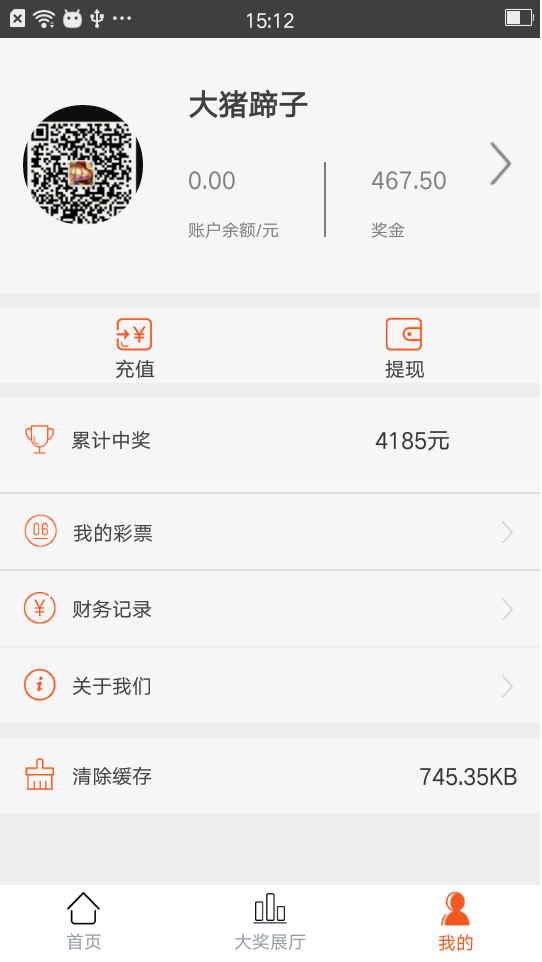 15:12
大猪蹄子
0.00
467.50
账户余额/元
奖金
充值
提现
累计中奖
4185元
06
我的彩票
财务记录
关于我们
清除缓存
745.35KB
首页
大奖展厅
我的